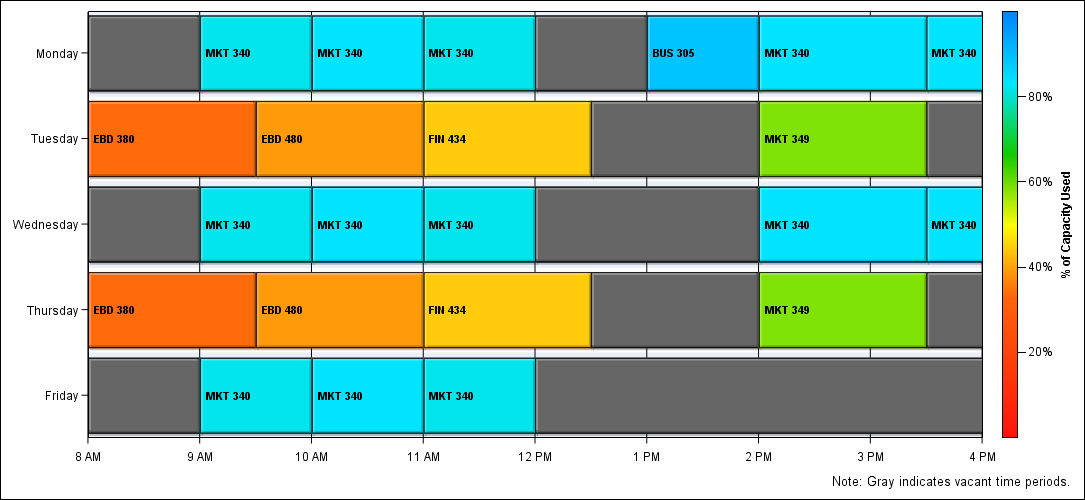 Monday
MKT 340
MKT 340
MKT 340
BUS 305
MKT 340
MKT 340
80%
Tuesday
EBD 380
EBD 480
FIN 434
MKT 349
60%
Wednesday
MKT 340
MKT 340
MKT 340
MKT 340
MKT 340
% of Capacity Used
40%
Thursday
EBD 380
EBD 480
FIN 434
MKT 349
20%
Friday
MKT 340
MKT 340
MKT 340
8 AM
9 AM
10 AM
11 AM
12 PM
1 PM
2 PM
3 PM
4 PM
Note: Gray indicates vacant time periods.